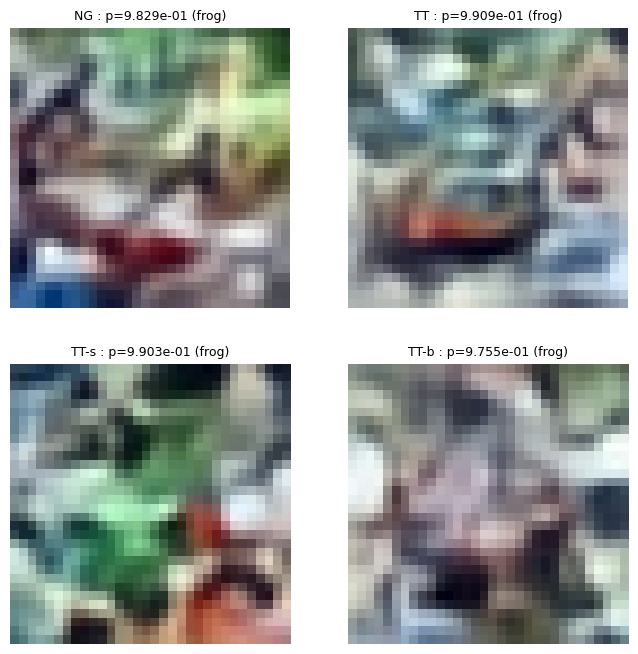 NG : p=9.829e-01 (frog)
TT : p=9.909e-01 (frog)
TT-s : p=9.903e-01 (frog)
TT-b : p=9.755e-01 (frog)